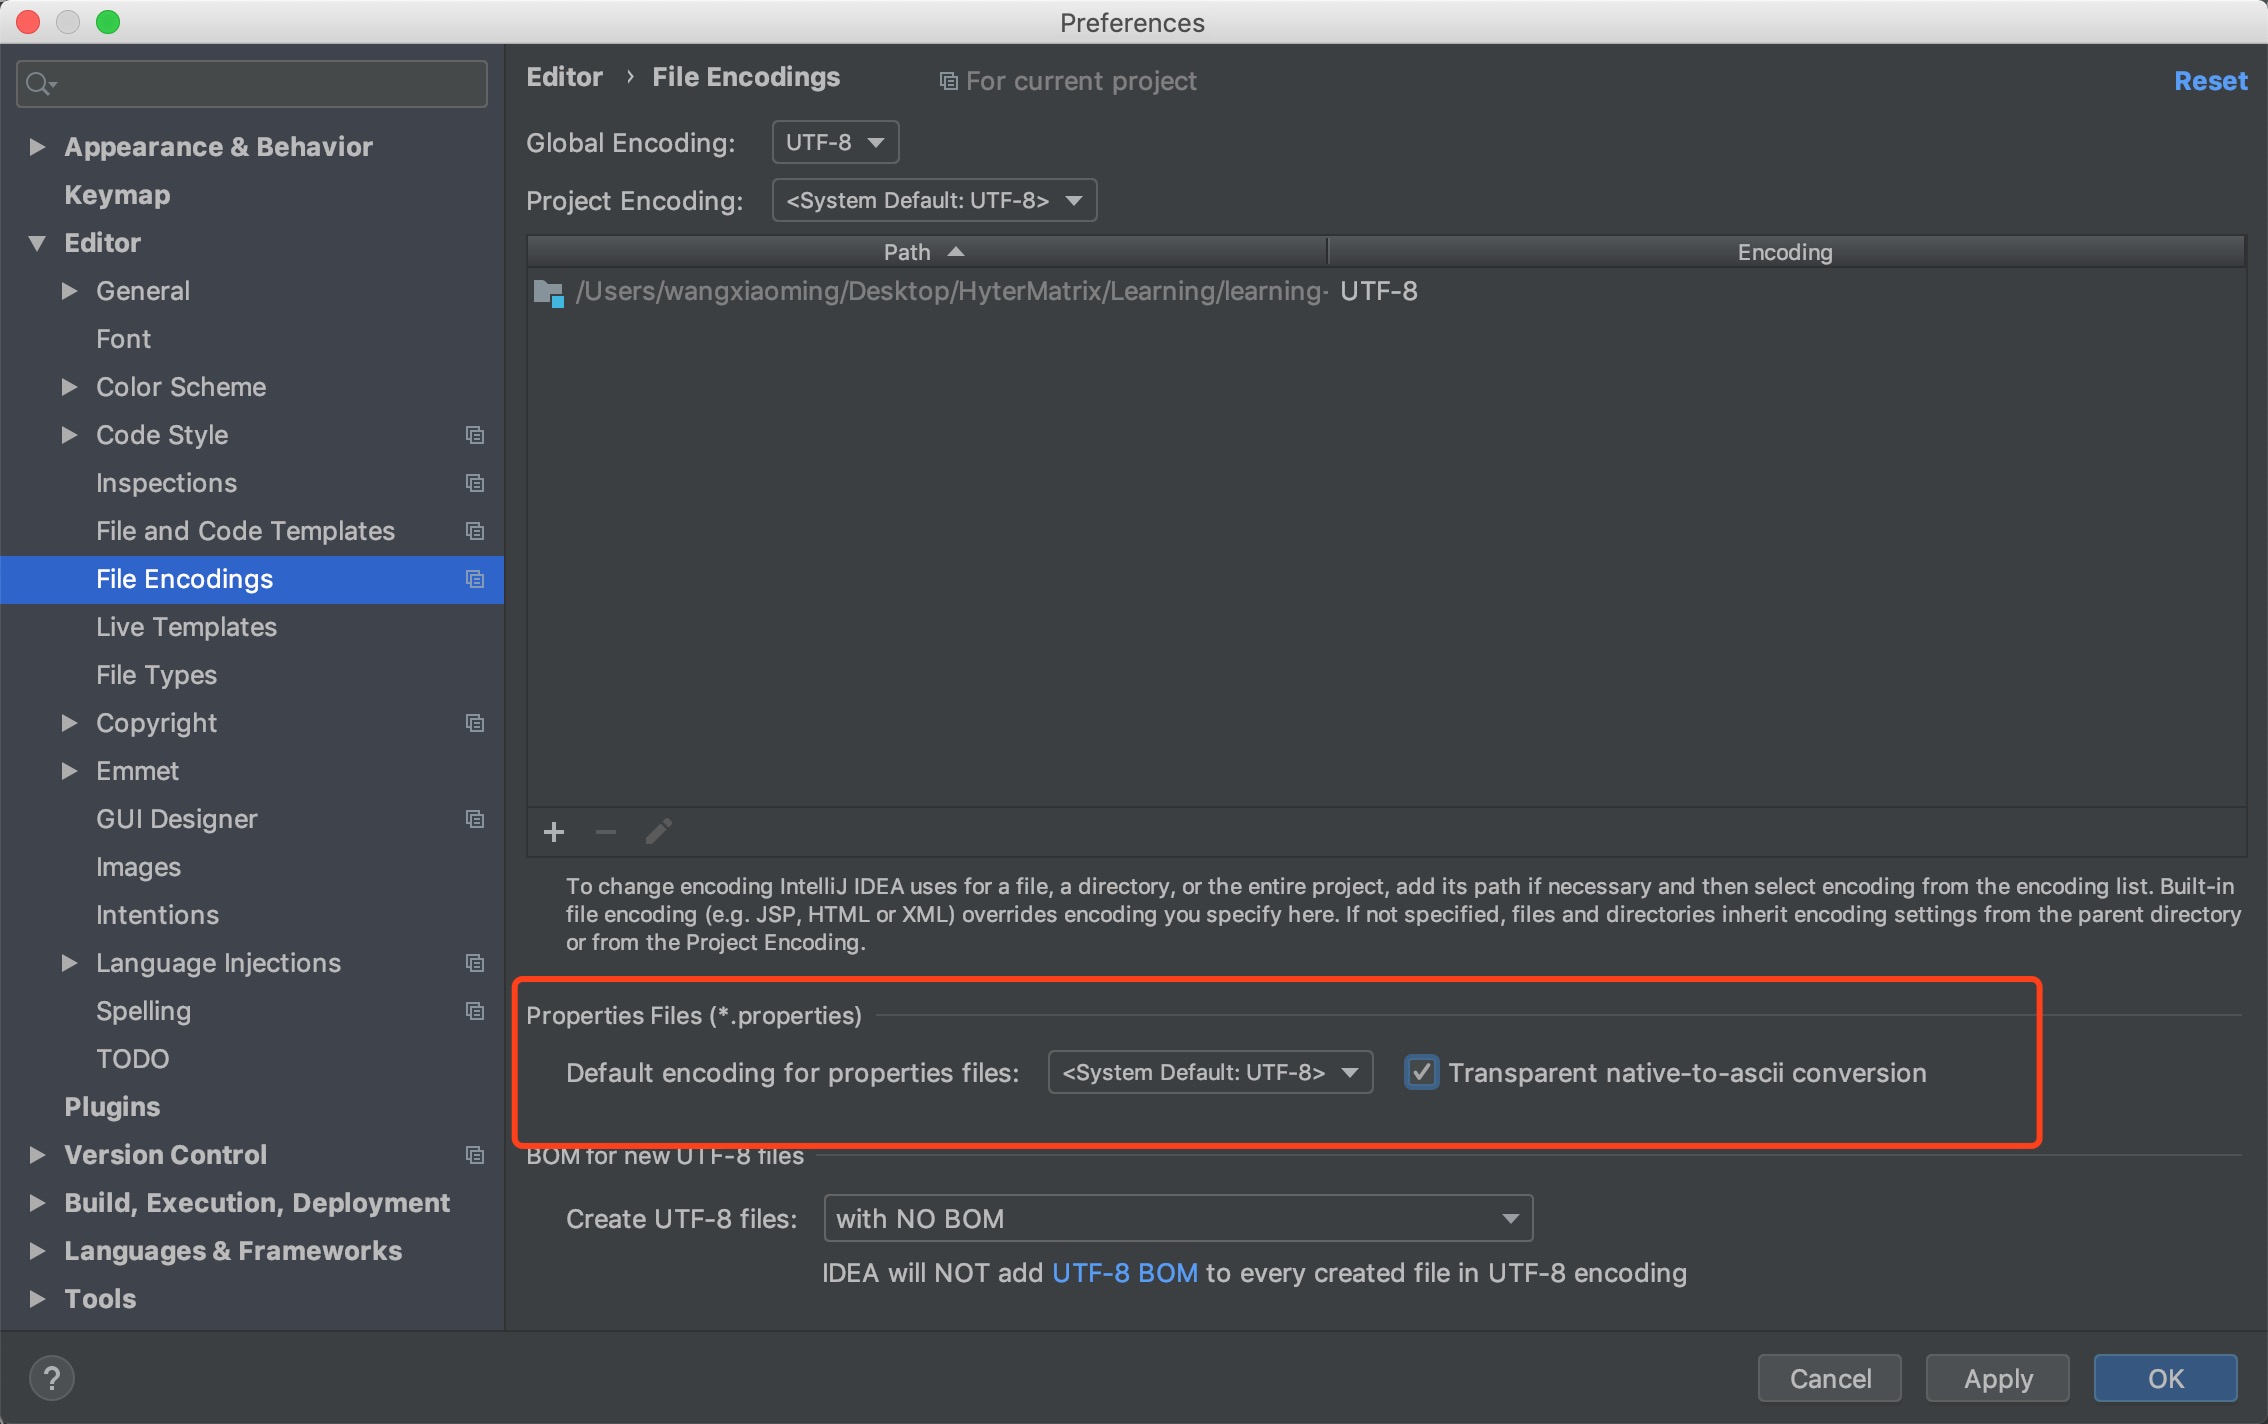 Preferences
Editor › File Encodings
For current project
Reset
Appearance & Behavior
Keymap
Editor
General
Font
Color Scheme
Code Style
Inspections
File and Code Templates
File Encodings
Live Templates
File Types
Copyright
Emmet
GUI Designer
Images
Intentions
Language Injections
Spelling
TODO
Plugins
Version Control
Build, Execution, Deployment
Languages & Frameworks
Tools
Global Encoding: UTF-8
Project Encoding: <System Default: UTF-8>
Path Encoding
/Users/wangxiaoming/Desktop/HyterMatrix/Learning/learning- UTF-8
To change encoding IntelliJ IDEA uses for a file, a directory, or the entire project, add its path if necessary and then select encoding from the encoding list. Built-in
file encoding (e.g. JSP, HTML or XML) overrides encoding you specify here. If not specified, files and directories inherit encoding settings from the parent directory
or from the Project Encoding.
Properties Files (*.properties)
Default encoding for properties files: <System Default: UTF-8> Transparent native-to-ascii conversion
BOM for new UTF-8 files
Create UTF-8 files: with NO BOM
IDEA will NOT add UTF-8 BOM to every created file in UTF-8 encoding
?
Cancel
Apply
OK